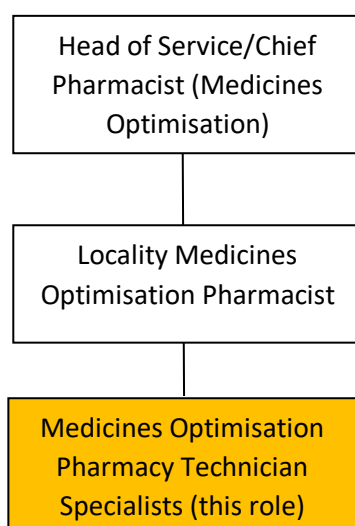 Head of Service/Chief
Pharmacist (Medicines
Optimisation)
Locality Medicines
Optimisation Pharmacist
Medicines Optimisation
Pharmacy Technician
Specialists (this role)